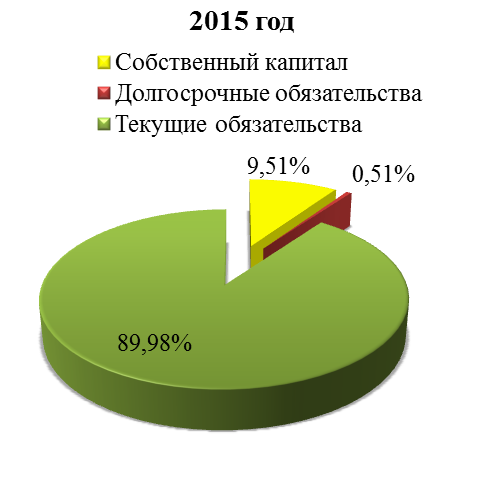 2015 год
Собственный капитал
Долгосрочные обязательства
Текущие обязательства
9,51%
0,51%
89,98%